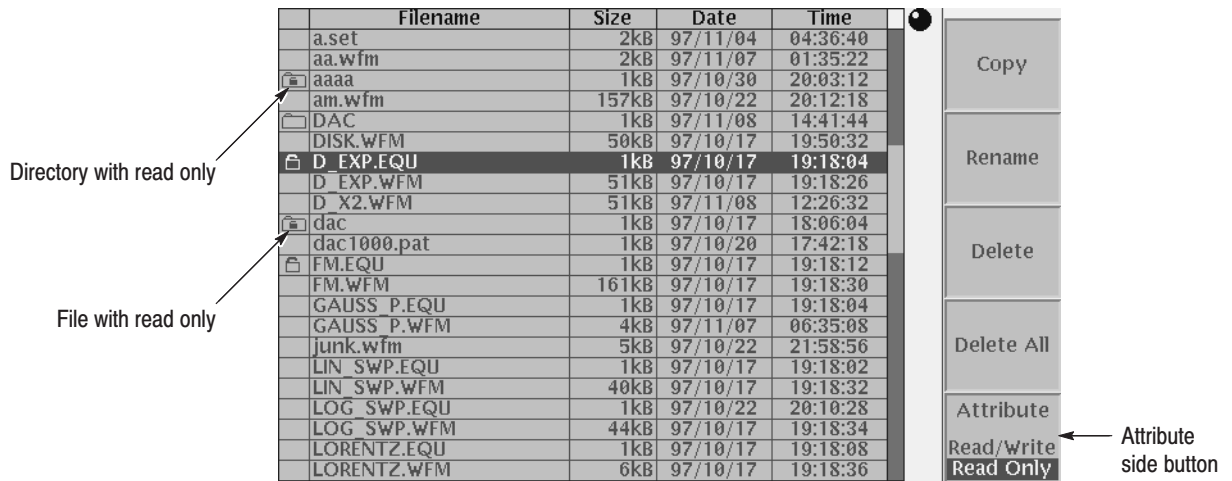 Filename Size Date Time
a.set 2kB 97/11/04 04:36:40
aa.wfm 2kB 97/11/07 01:35:22
aaaa 1kB 97/10/30 20:03:12
am.wfm 157kB 97/10/22 20:12:18
DAC 1kB 97/11/08 14:41:44
DISK.WFM 50kB 97/10/17 19:50:32
D_EXP.EQU 1kB 97/10/17 19:18:04
D_EXP.WFM 51kB 97/10/17 19:18:26
D_X2.WFM 51kB 97/11/08 12:26:32
dac 1kB 97/10/17 18:06:04
dac1000.pat 1kB 97/10/20 17:42:18
FM.EQU 1kB 97/10/17 19:18:12
FM.WFM 161kB 97/10/17 19:18:30
GAUSS_P.EQU 1kB 97/10/17 19:18:04
GAUSS_P.WFM 4kB 97/11/07 06:35:08
junk.wfm 5kB 97/10/22 21:58:56
LIN_SWP.EQU 1kB 97/10/17 19:18:02
LIN_SWP.WFM 40kB 97/10/17 19:18:32
LOG_SWP.EQU 1kB 97/10/22 20:10:28
LOG_SWP.WFM 44kB 97/10/17 19:18:34
LORENTZ.EQU 1kB 97/10/17 19:18:08
LORENTZ.WFM 6kB 97/10/17 19:18:36
Directory with read only
File with read only
Copy
Rename
Delete
Delete All
Attribute
Read/Write
Read Only
Attribute
side button